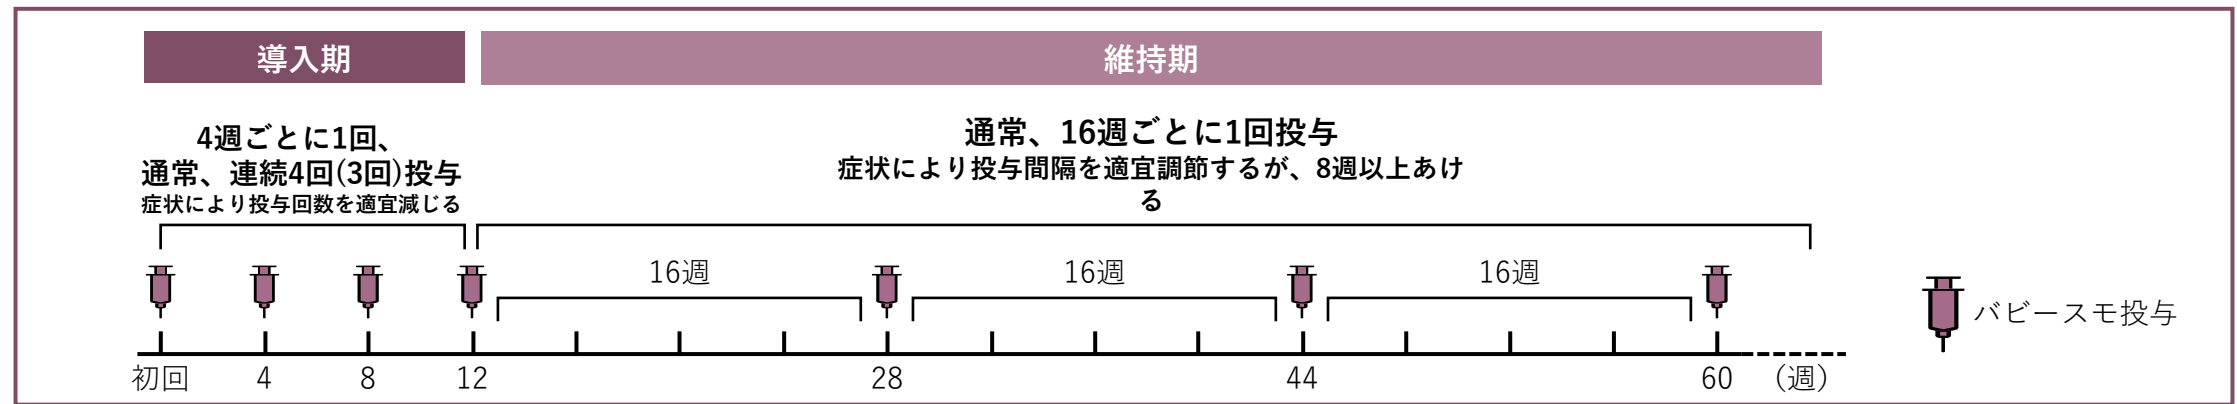 導入期
維持期
4週ごとに1回、
通常、連続4回(3回)投与
症状により投与回数を適宜減じる
通常、16週ごとに1回投与
症状により投与間隔を適宜調節するが、8週以上あけ
る
16週
16週
16週
バビースモ投与
初回 4 8 12 28 44 60 (週)